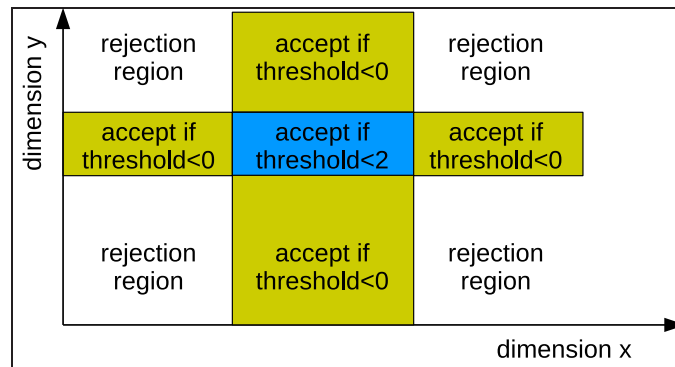 dimension y
rejection
region
accept if
threshold<0
rejection
region
accept if
threshold<0
accept if
threshold<2
accept if
threshold<0
rejection
region
accept if
threshold<0
rejection
region
dimension x